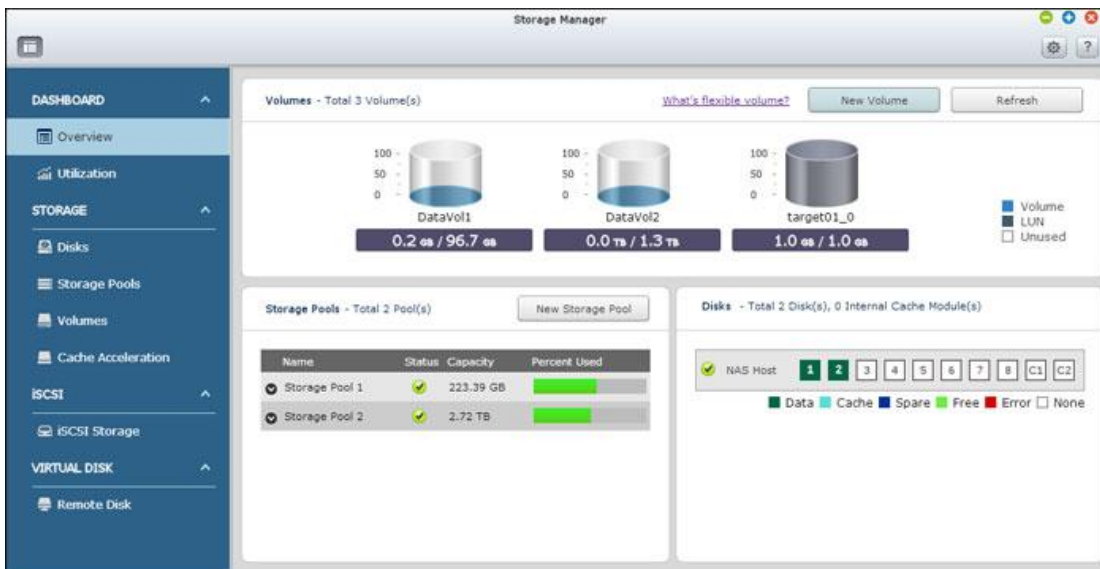 Storage Manager
?
DASHBOARD
Overview
Utilization
STORAGE
Disks
Storage Pools
Volumes
Cache Acceleration
iSCSI
iSCSI Storage
VIRTUAL DISK
Remote Disk
Volumes - Total 3 Volume(s)
What's flexible volume?
New Volume
Refresh
100
50
0
DataVol1
0.2 GB / 96.7 GB
100
50
0
DataVol2
0.0 TB / 1.3 TB
100
50
0
target01_0
1.0 GB / 1.0 GB
Volume
LUN
Unused
Storage Pools - Total 2 Pool(s)
New Storage Pool
Name Status Capacity Percent Used
Storage Pool 1 223.39 GB
Storage Pool 2 2.72 TB
Disks - Total 2 Disk(s), 0 Internal Cache Module(s)
NAS Host 1 2 3 4 5 6 7 8 C1 C2
Data Cache Spare Free Error None